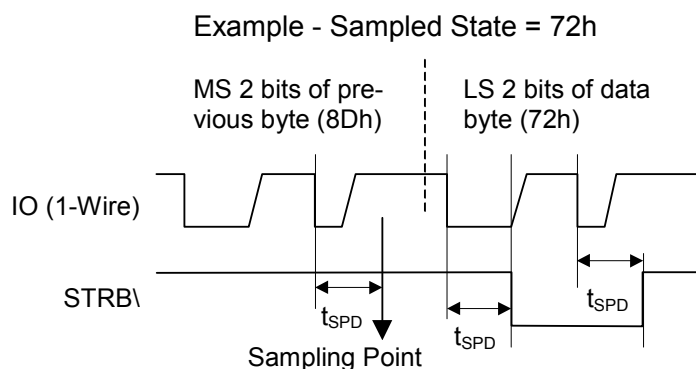 Example - Sampled State = 72h
MS 2 bits of pre-
vious byte (8Dh)
LS 2 bits of data
byte (72h)
IO (1-Wire)
STRB\
tSPD
tSPD
tSPD
Sampling Point